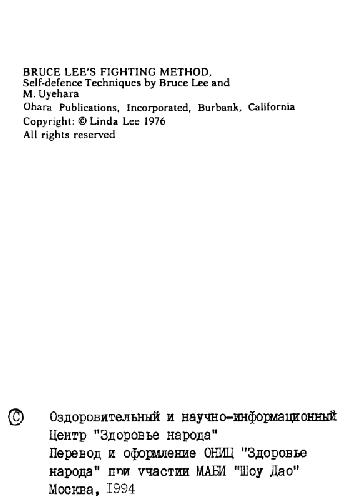 BRUCE LEE'S FIGHTING METHOD,
Self-defence Techniques by Bruce Lee and
M. Uyehara
Ohara Publications, Incorporated, Burbank, California
Copyright: © Linda Lee 1976
All rights reserved
© Оздоровительный и научно-информационный
Центр "Здоровье народа"
Перевод и оформление ОНИЦ "Здоровье
народа" при участии МАБИ "Шоу Дао"
Москва, 1994